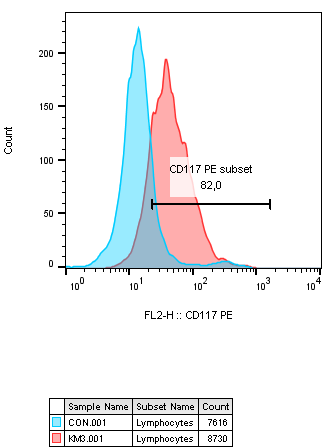 Count
200
150
100
50
0
CD117 PE subset
82,0
10^0 10^1 10^2 10^3 10^4
FL2-H :: CD117 PE
Sample Name Subset Name Count
CON.001 Lymphocytes 7616
KM3.001 Lymphocytes 8730